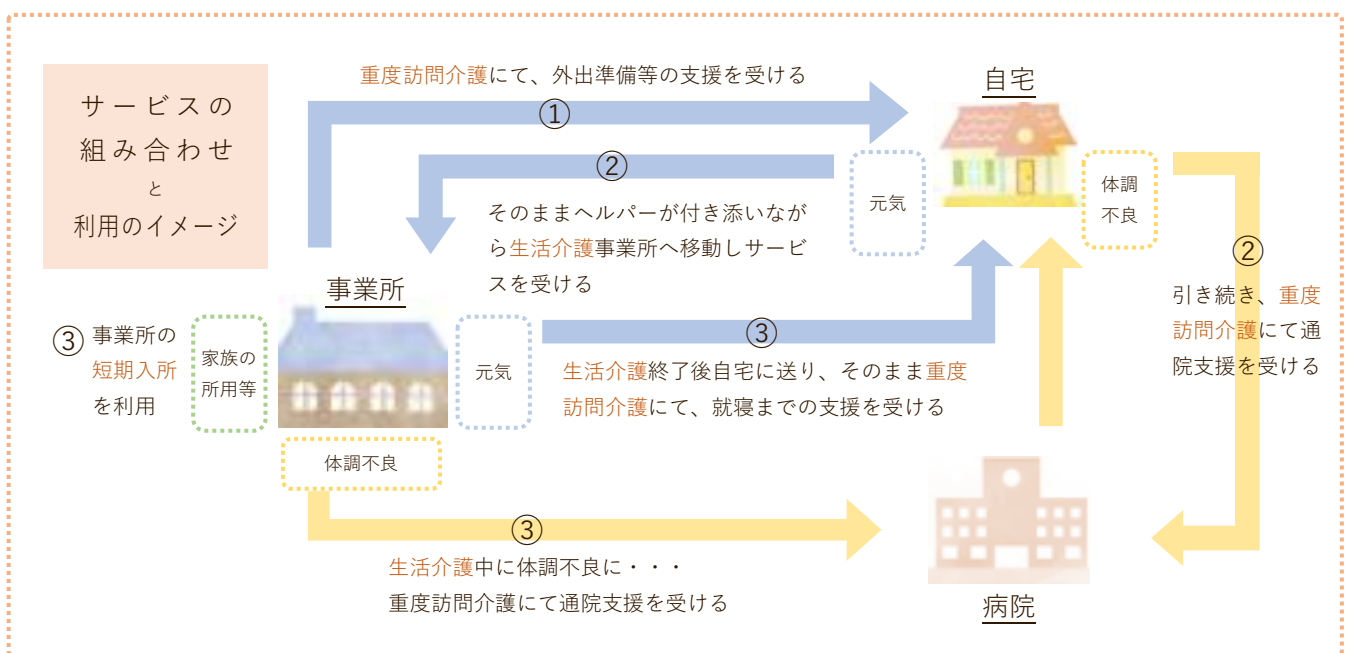 サービスの
組み合わせ
と
利用のイメージ
重度訪問介護にて、外出準備等の支援を受ける
①
自宅
②
元気
体調
不良
そのままヘルパーが付き添いなが
ら生活介護事業所へ移動しサービ
スを受ける
②
引き続き、重度
訪問介護にて通
院支援を受ける
事業所
③
事業所の
短期入所
を利用
家族の
所用等
元気
③
生活介護終了後自宅に送り、そのまま重度
訪問介護にて、就寝までの支援を受ける
体調不良
③
生活介護中に体調不良に・・・
重度訪問介護にて通院支援を受ける
病院